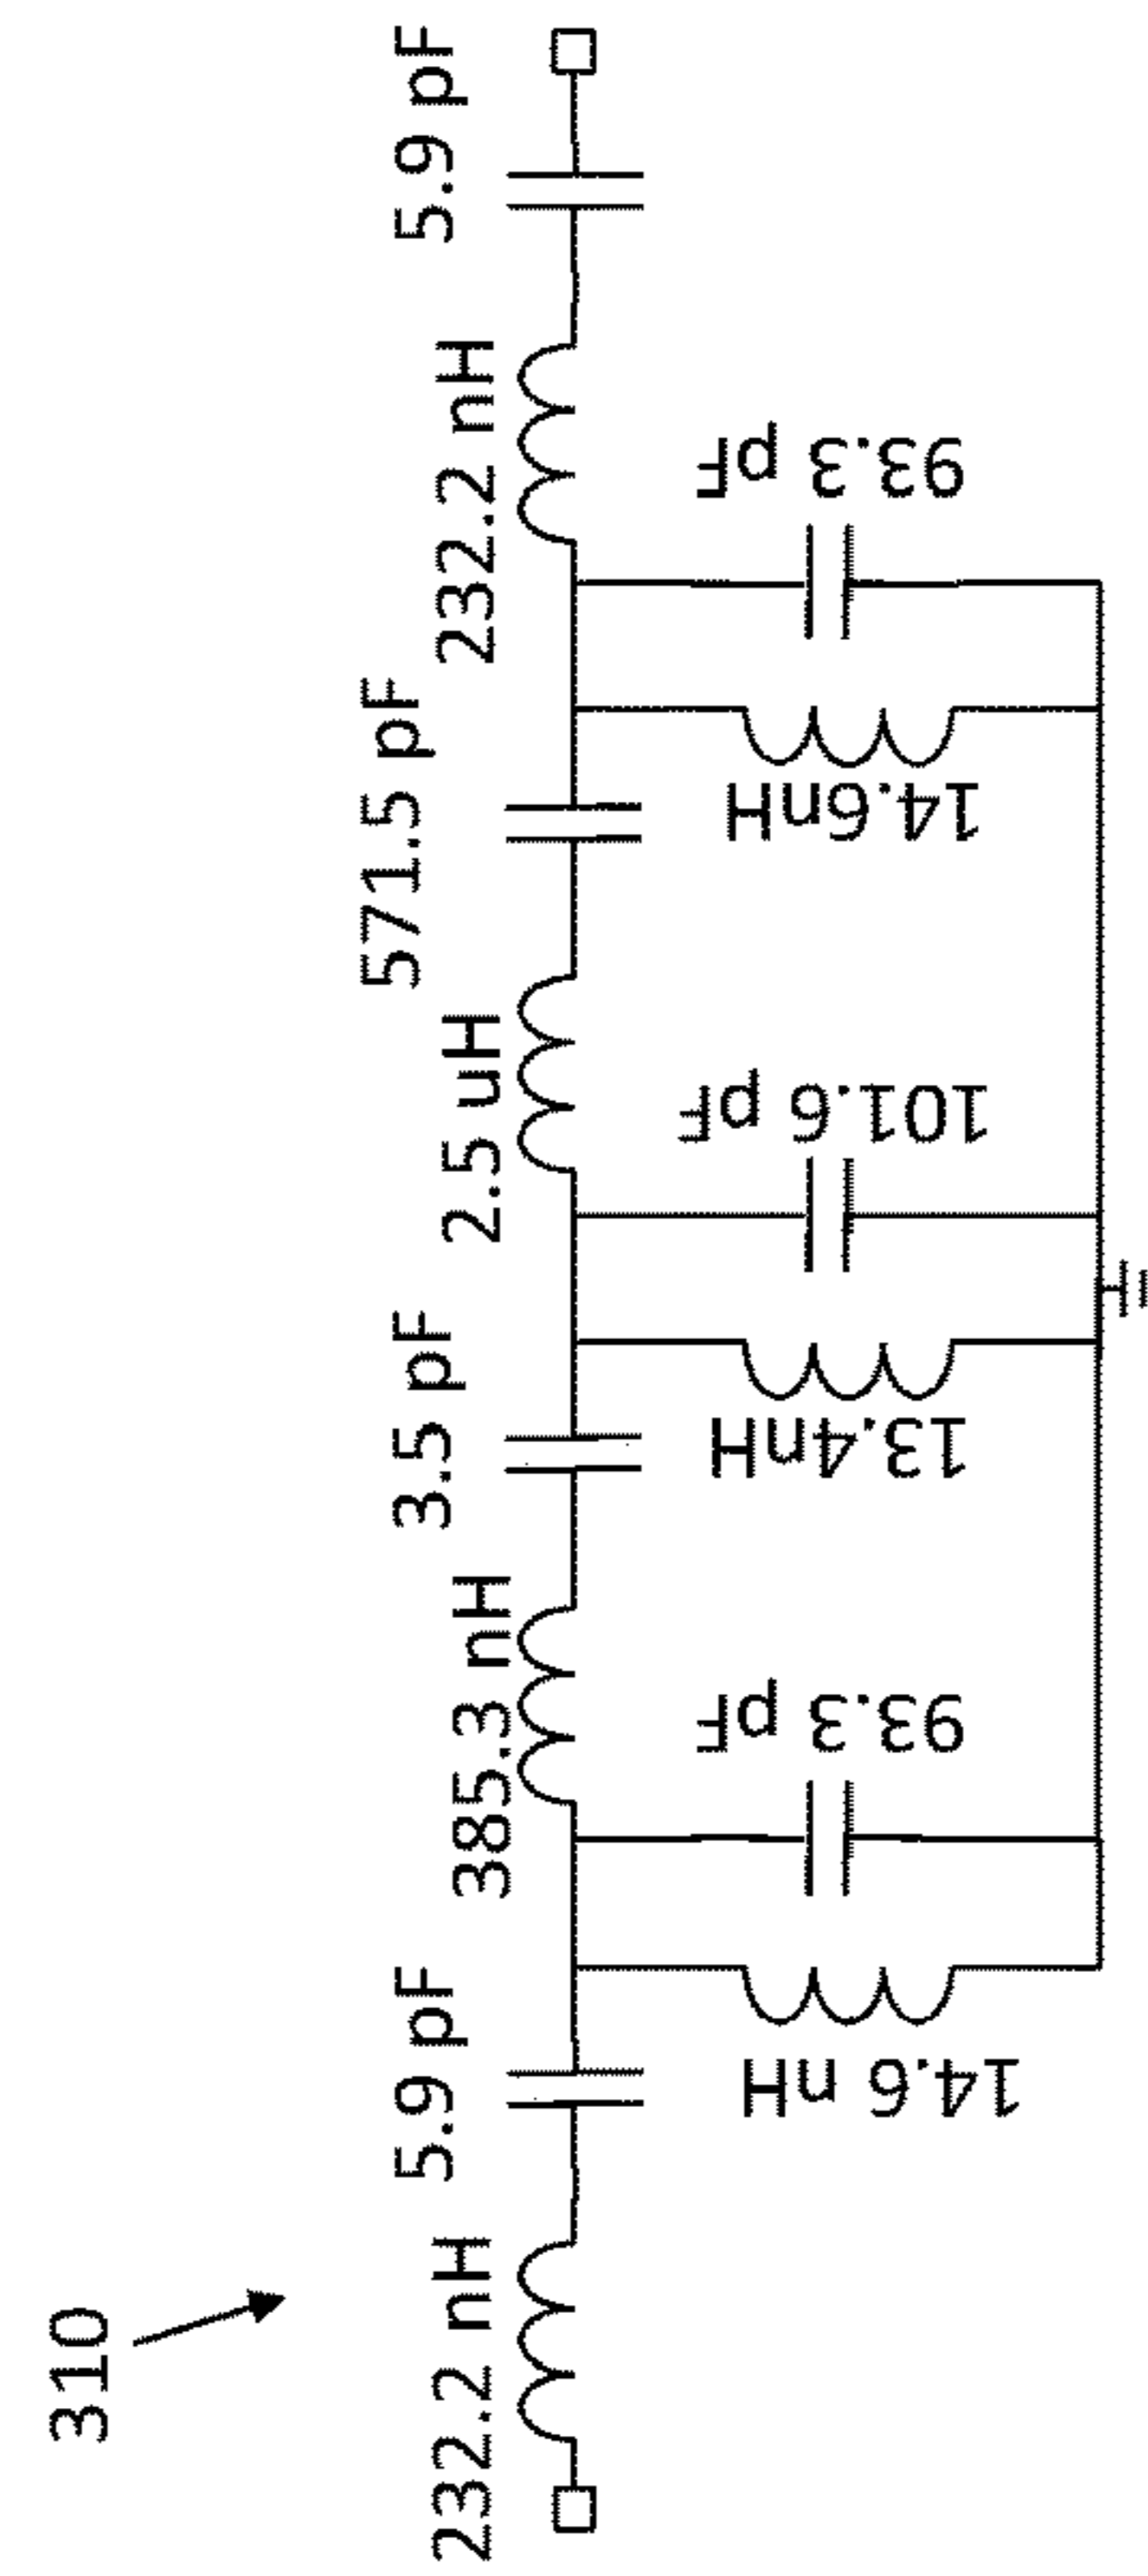 310
232.2 nH
5.9 pF
385.3 nH
3.5 pF
2.5 uH
571.5 pF
232.2 nH
5.9 pF
14.6 nH
93.3 pF
13.4nH
101.6 pF
14.6nH
93.3 pF